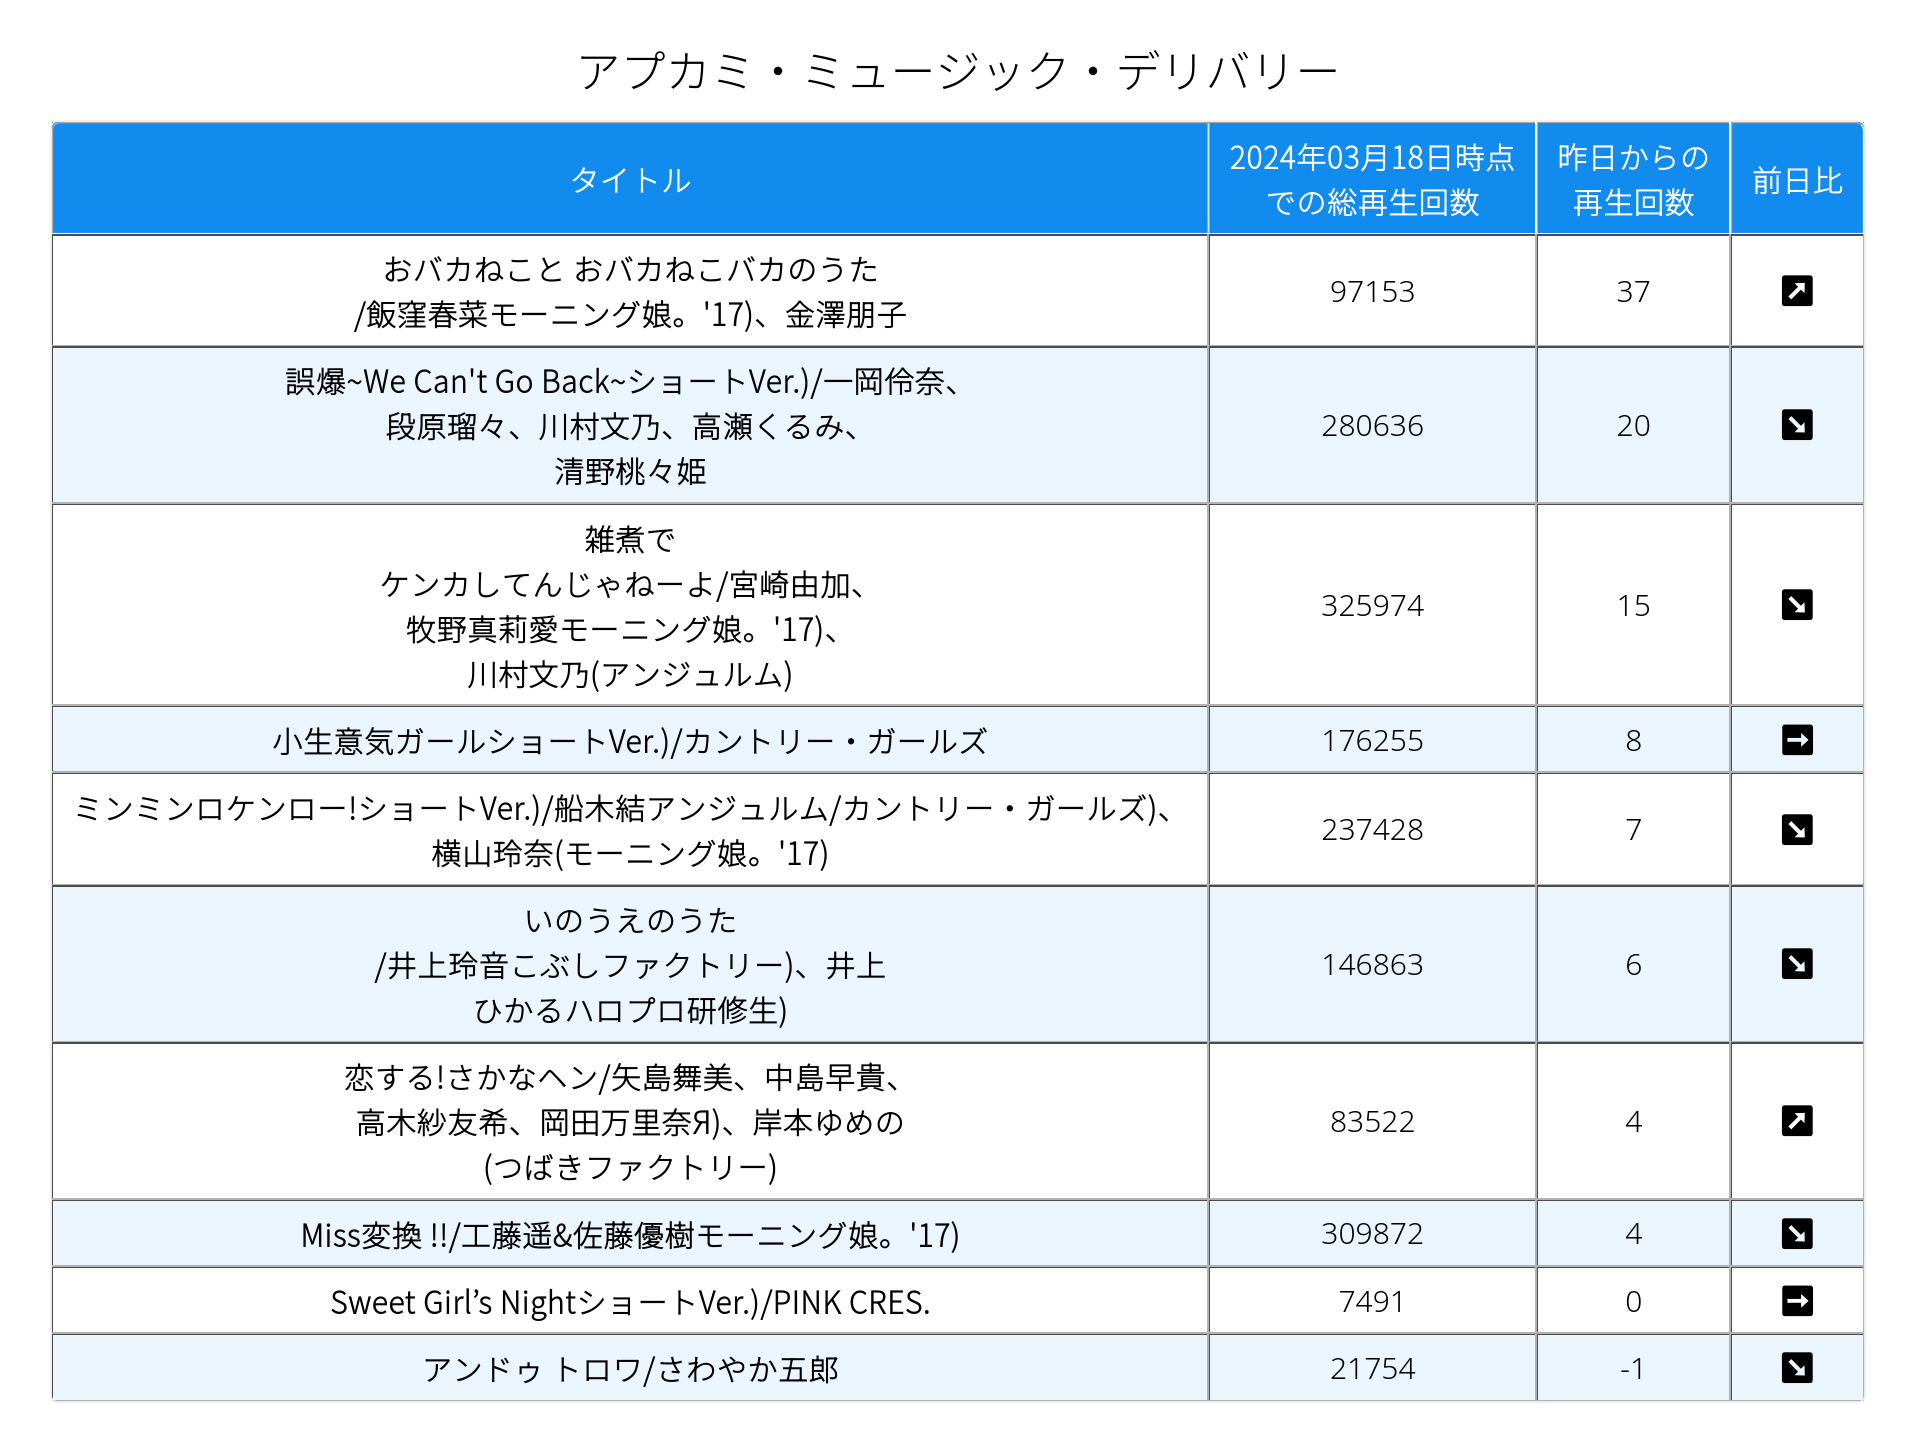 アプカミ・ミュージック・デリバリー
タイトル
2024年03月18日時点
での総再生回数
昨日からの
再生回数
前日比
おバカねこと おバカねこバカのうた
/飯窪春菜モーニング娘。'17)、金澤朋子
97153
37
誤爆~We Can't Go Back~ショートVer.)/一岡伶奈、
段原瑠々、川村文乃、高瀬くるみ、
清野桃々姫
280636
20
雑煮で
ケンカしてんじゃねーよ/宮崎由加、
牧野真莉愛モーニング娘。'17)、
川村文乃(アンジュルム)
325974
15
小生意気ガールショートVer.)/カントリー・ガールズ
176255
8
ミンミンロケンロー!ショートVer.)/船木結アンジュルム/カントリー・ガールズ)、
横山玲奈(モーニング娘。'17)
237428
7
いのうえのうた
/井上玲音こぶしファクトリー)、井上
ひかるハロプロ研修生)
146863
6
恋する!さかなヘン/矢島舞美、中島早貴、
高木紗友希、岡田万里奈Я)、岸本ゆめの
(つばきファクトリー)
83522
4
Miss変換 !!/工藤遥&佐藤優樹モーニング娘。'17)
309872
4
Sweet Girl’s NightショートVer.)/PINK CRES.
7491
0
アンドゥ トロワ/さわやか五郎
21754
-1